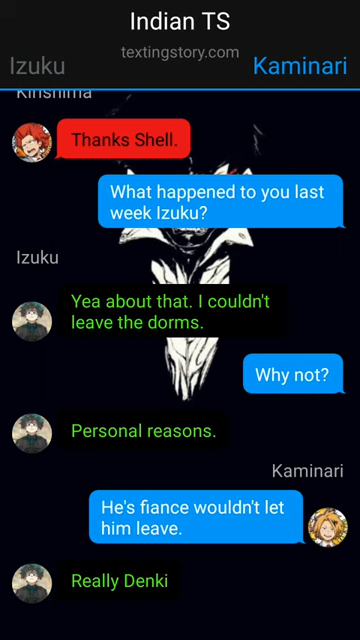 Indian TS
textingstory.com
Izuku
Kaminari
Kirishima
Thanks Shell.
What happened to you last
week Izuku?
Izuku
Yea about that. I couldn't
leave the dorms.
Why not?
Personal reasons.
Kaminari
He's fiance wouldn't let
him leave.
Really Denki